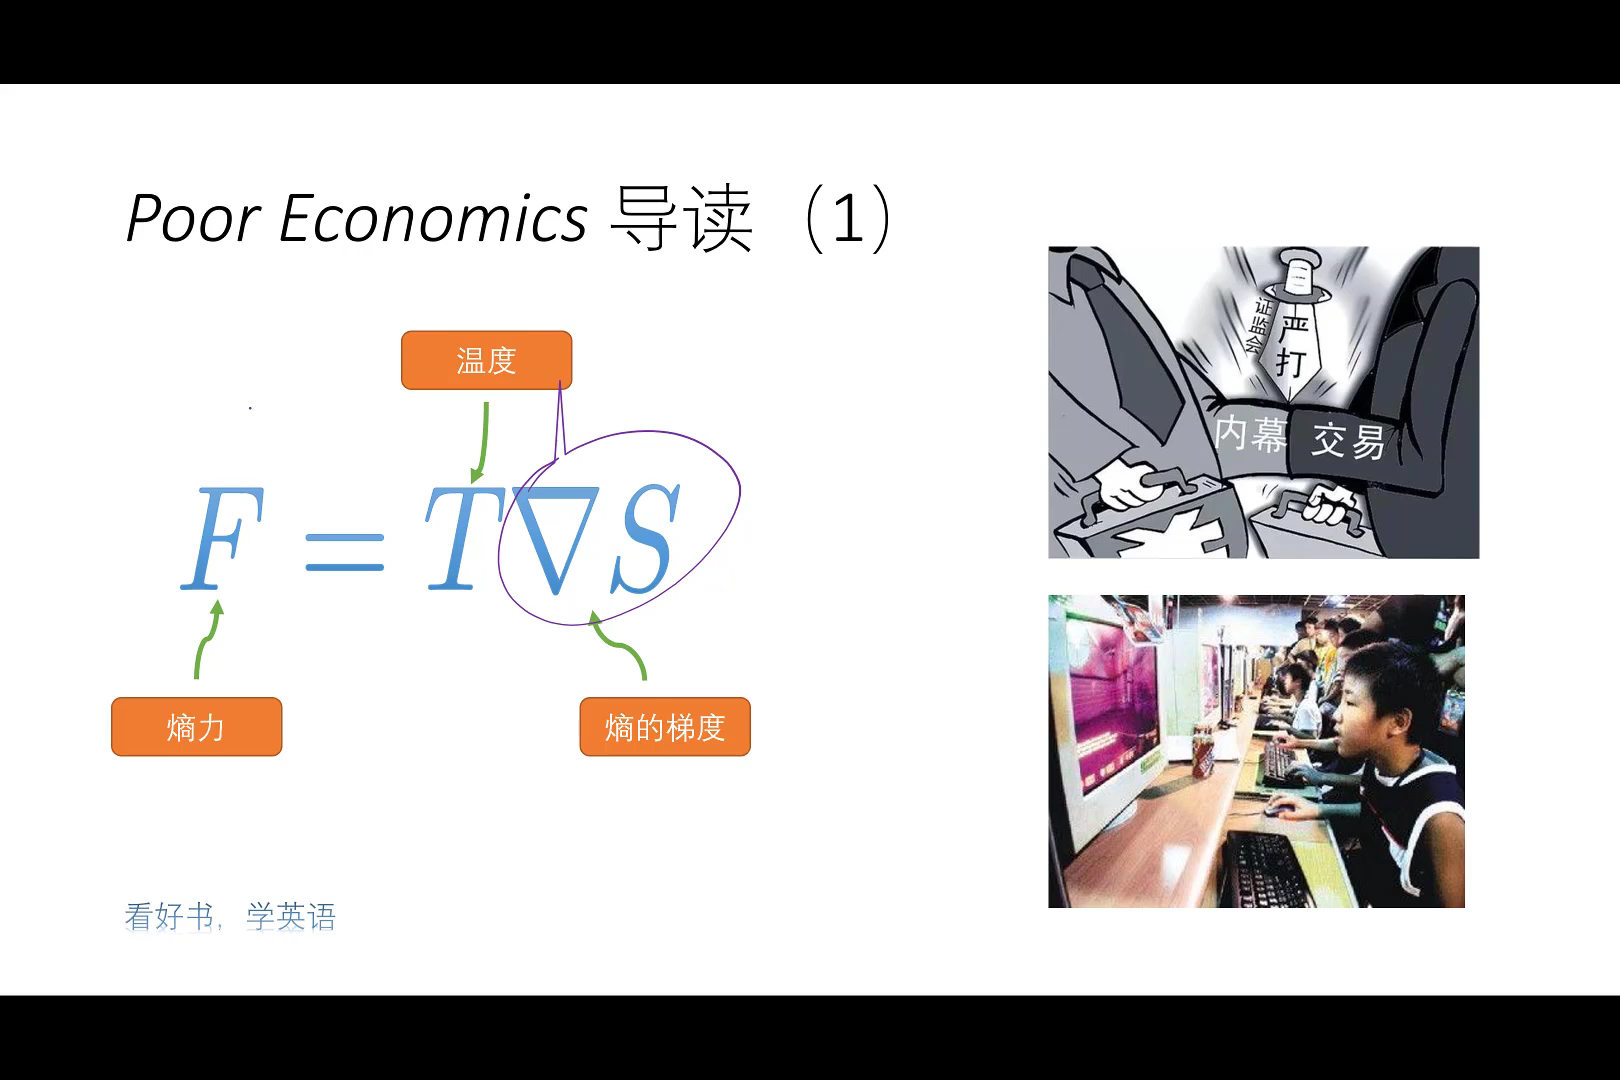 Poor Economics 导读（1）
温度
F = T∇S
熵力
熵的梯度
看好书，学英语
证监会
严打
内幕 交易